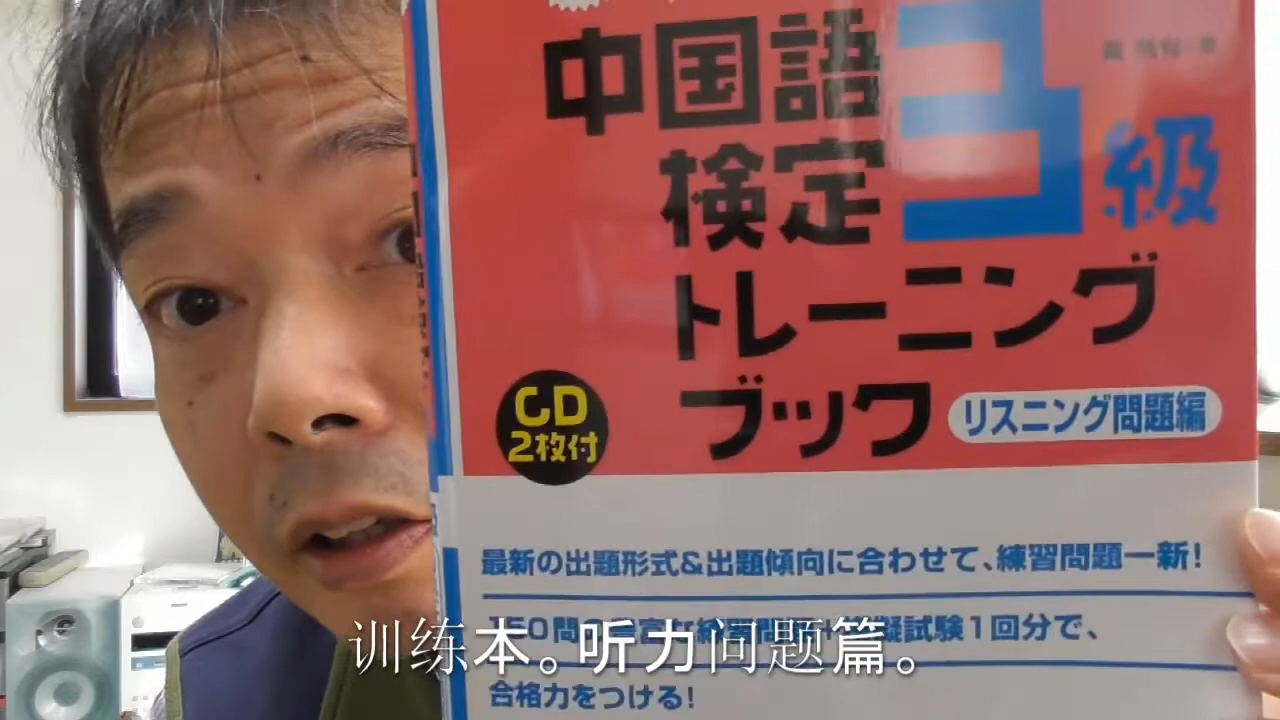 中国語
検定
3級
トレーニング
ブック
リスニング問題編
CD
2枚付
最新の出題形式&出題傾向に合わせて、練習問題一新!
試験1回分で、
合格力をつける!
训练本。听力问题篇。